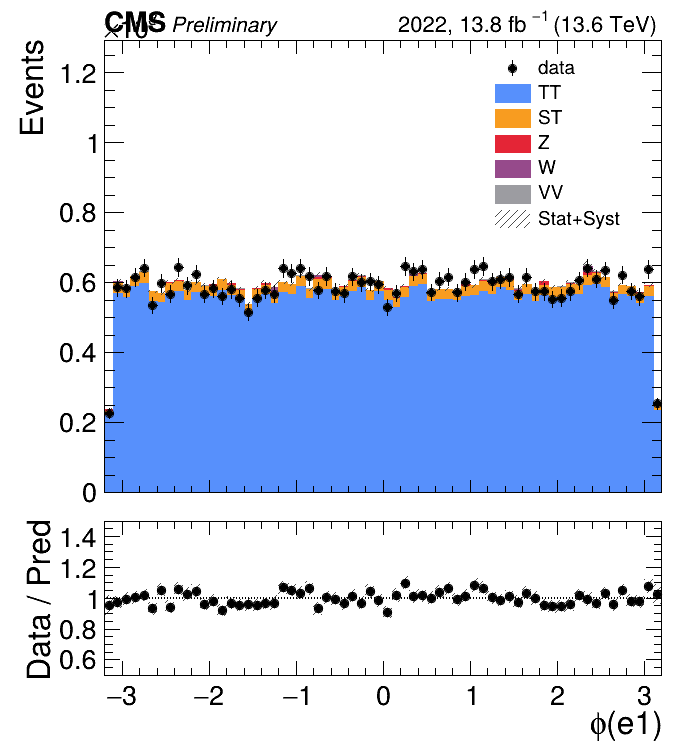 CMS Preliminary 2022, 13.8 fb⁻¹ (13.6 TeV)
Events
1.2
1
0.8
0.6
0.4
0.2
0
data
TT
ST
Z
W
VV
Stat+Syst
Data / Pred
1.4
1.2
1
0.8
0.6
−3 −2 −1 0 1 2 3
ϕ(e1)